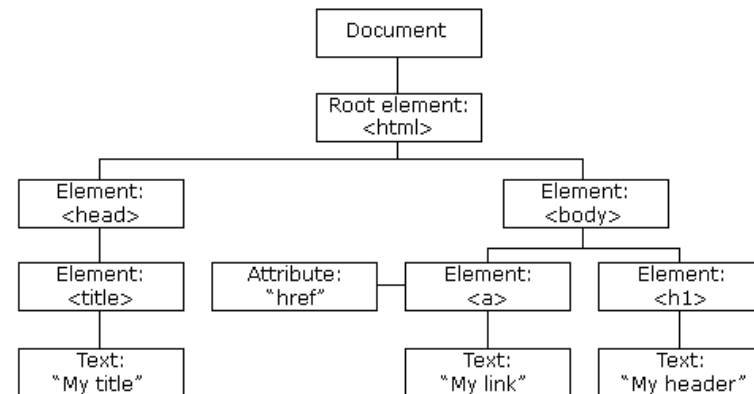 Document
Root element:
<html>
Element:
<head>
Element:
<body>
Element:
<title>
Attribute:
“href”
Element:
<a>
Element:
<h1>
Text:
“My title”
Text:
“My link”
Text:
“My header”